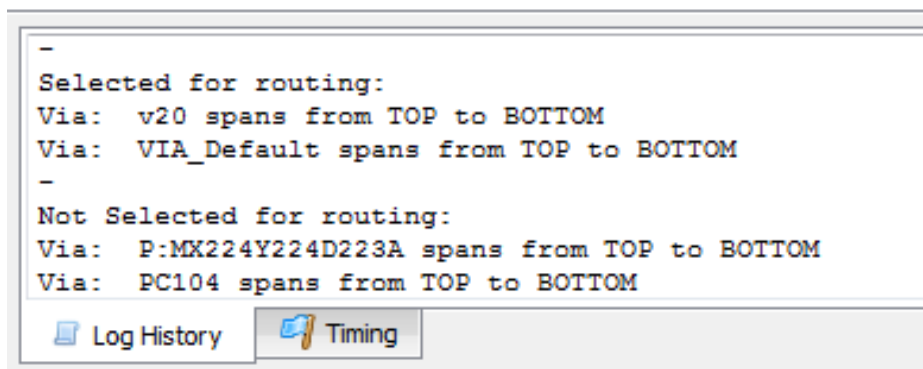 -
Selected for routing:
Via:  v20 spans from TOP to BOTTOM
Via:  VIA_Default spans from TOP to BOTTOM
-
Not Selected for routing:
Via:  P:MX224Y224D223A spans from TOP to BOTTOM
Via:  PC104 spans from TOP to BOTTOM
Log History Timing